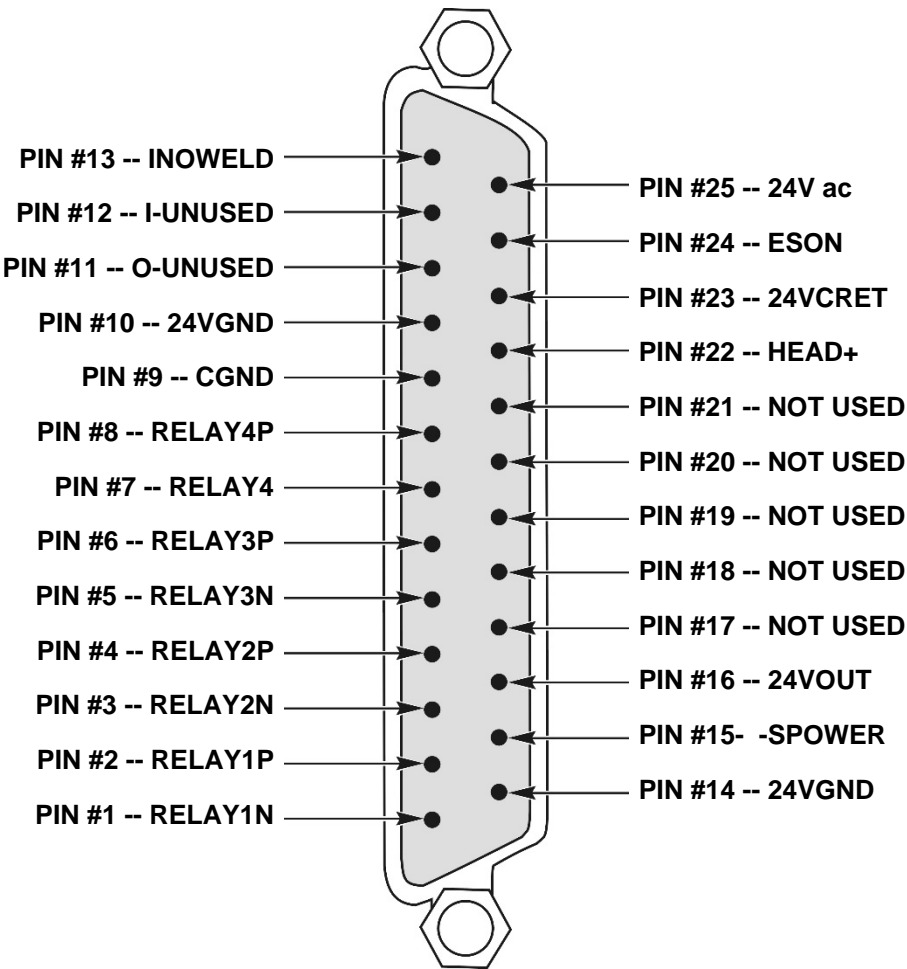 PIN #13 -- INOWELD
PIN #12 -- I-UNUSED
PIN #11 -- O-UNUSED
PIN #10 -- 24VGND
PIN #9 -- CGND
PIN #8 -- RELAY4P
PIN #7 -- RELAY4
PIN #6 -- RELAY3P
PIN #5 -- RELAY3N
PIN #4 -- RELAY2P
PIN #3 -- RELAY2N
PIN #2 -- RELAY1P
PIN #1 -- RELAY1N
PIN #25 -- 24V ac
PIN #24 -- ESON
PIN #23 -- 24VCRET
PIN #22 -- HEAD+
PIN #21 -- NOT USED
PIN #20 -- NOT USED
PIN #19 -- NOT USED
PIN #18 -- NOT USED
PIN #17 -- NOT USED
PIN #16 -- 24VOUT
PIN #15- -SPOWER
PIN #14 -- 24VGND